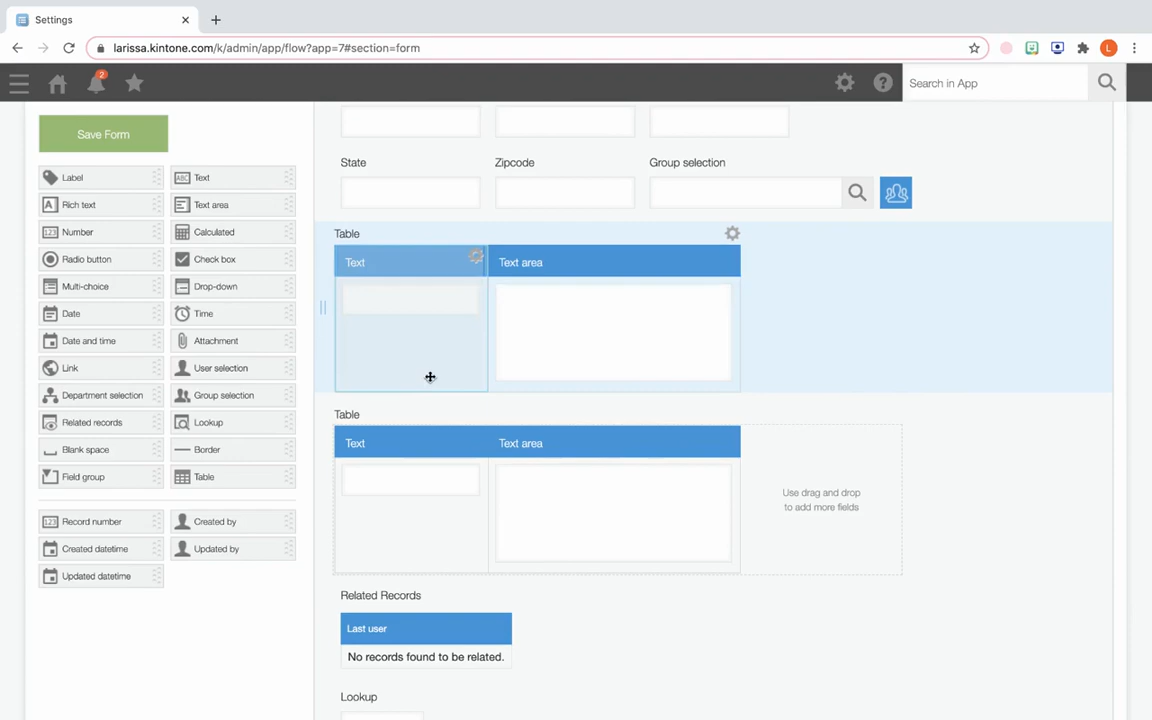 Settings
larissa.kintone.com/k/admin/app/flow?app=7#section=form
L
2
Search in App
Save Form
Label
ABC Text
A Rich text
Text area
123 Number
Calculated
Radio button
Check box
Multi-choice
Drop-down
Date
Time
Date and time
Attachment
Link
User selection
Department selection
Group selection
Related records
Lookup
Blank space
Border
Field group
Table
123 Record number
Created by
Created datetime
Updated by
Updated datetime
State
Zipcode
Group selection
Table
Text
Text area
Table
Text
Text area
Use drag and drop
to add more fields
Related Records
Last user
No records found to be related.
Lookup